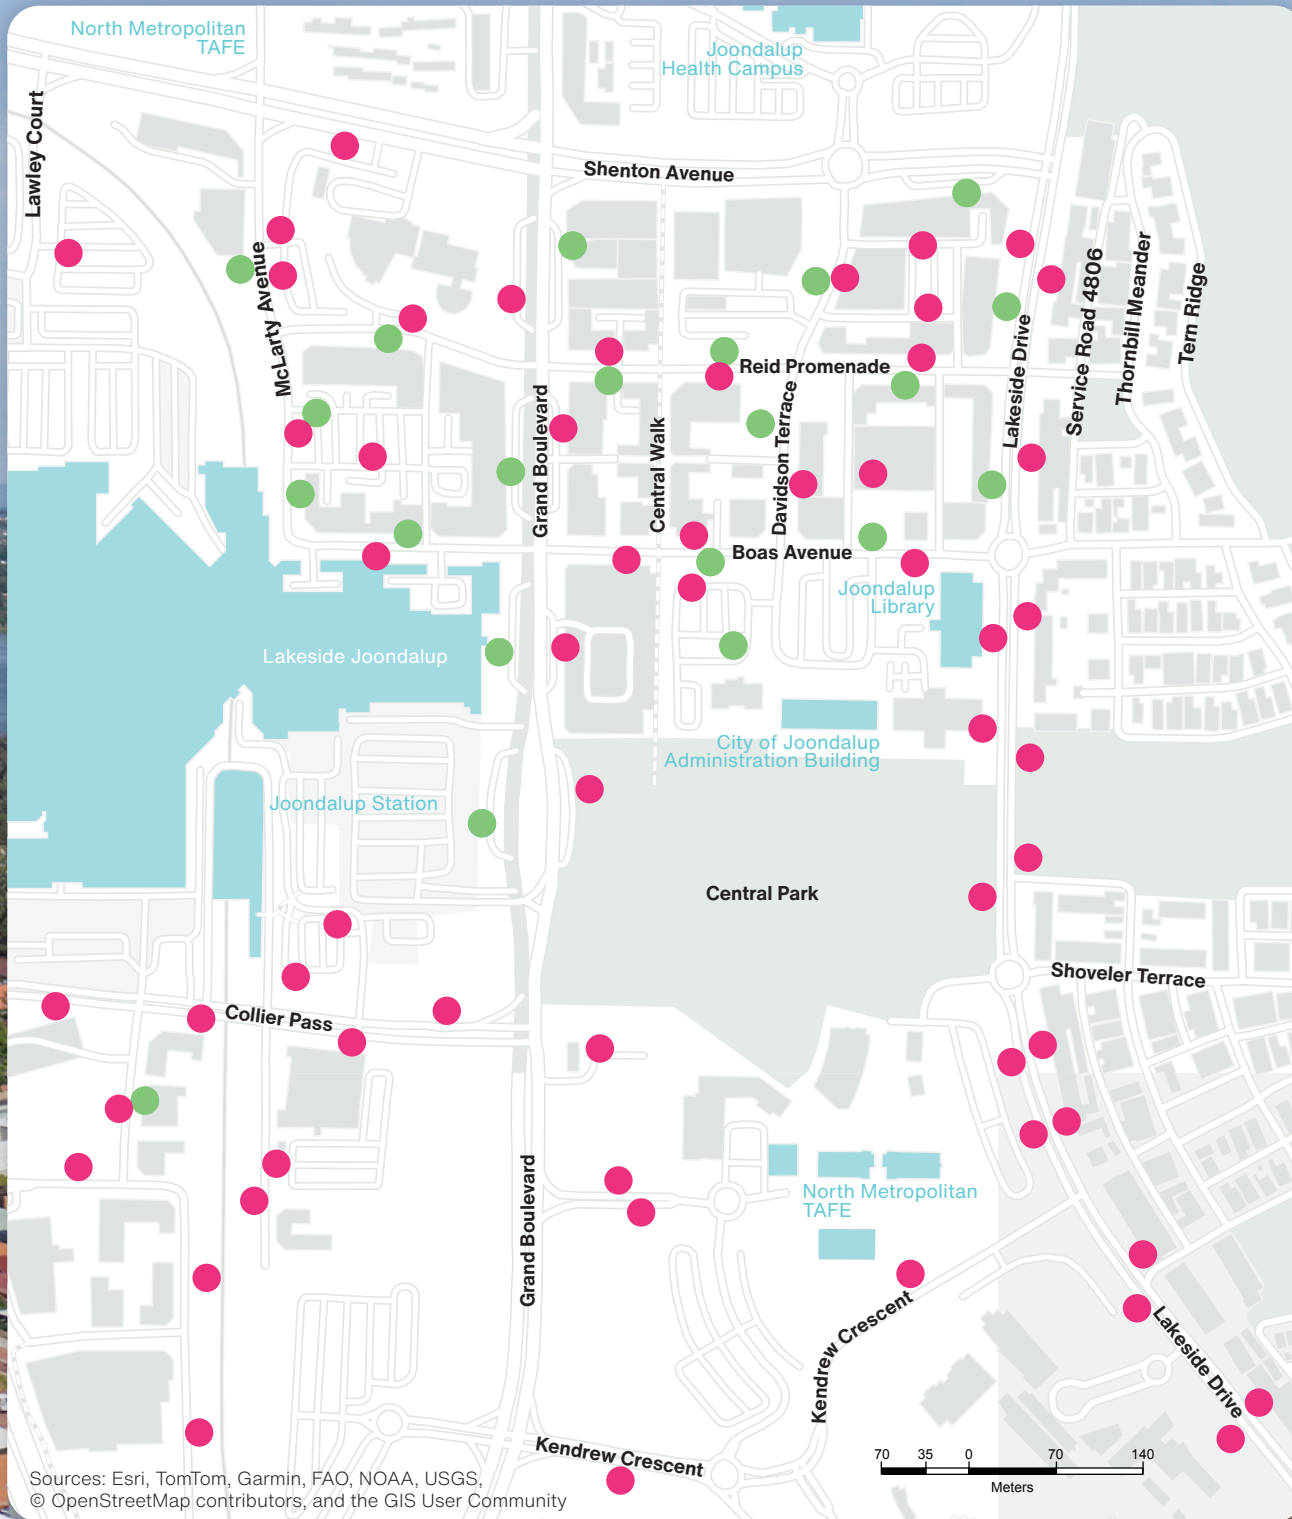 North Metropolitan
TAFE
Joondalup
Health Campus
Lawley Court
Shenton Avenue
McLarty Avenue
Service Road 4806
Thornbill Meander
Tern Ridge
Lakeside Drive
Reid Promenade
Grand Boulevard
Central Walk
Davidson Terrace
Boas Avenue
Joondalup
Library
Lakeside Joondalup
City of Joondalup
Administration Building
Joondalup Station
Central Park
Shoveler Terrace
Collier Pass
Grand Boulevard
North Metropolitan
TAFE
Kendrew Crescent
Lakeside Drive
Kendrew Crescent
70 35 0 70 140
Meters
Sources: Esri, TomTom, Garmin, FAO, NOAA, USGS,
© OpenStreetMap contributors, and the GIS User Community